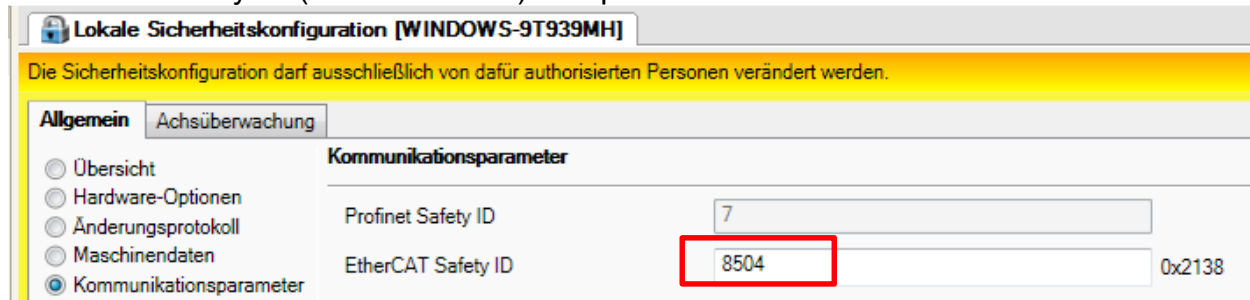 Lokale Sicherheitskonfiguration [WINDOWS-9T939MH]
Die Sicherheitskonfiguration darf ausschließlich von dafür authorisierten Personen verändert werden.
Allgemein Achsüberwachung
Übersicht
Hardware-Optionen
Änderungsprotokoll
Maschinendaten
Kommunikationsparameter
Kommunikationsparameter
Profinet Safety ID 7
EtherCAT Safety ID 8504 0x2138